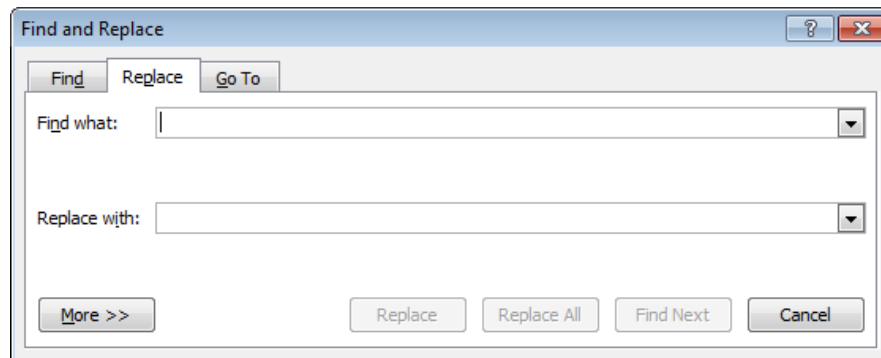 Find and Replace
Find Replace Go To
Find what:
Replace with:
More >> Replace Replace All Find Next Cancel